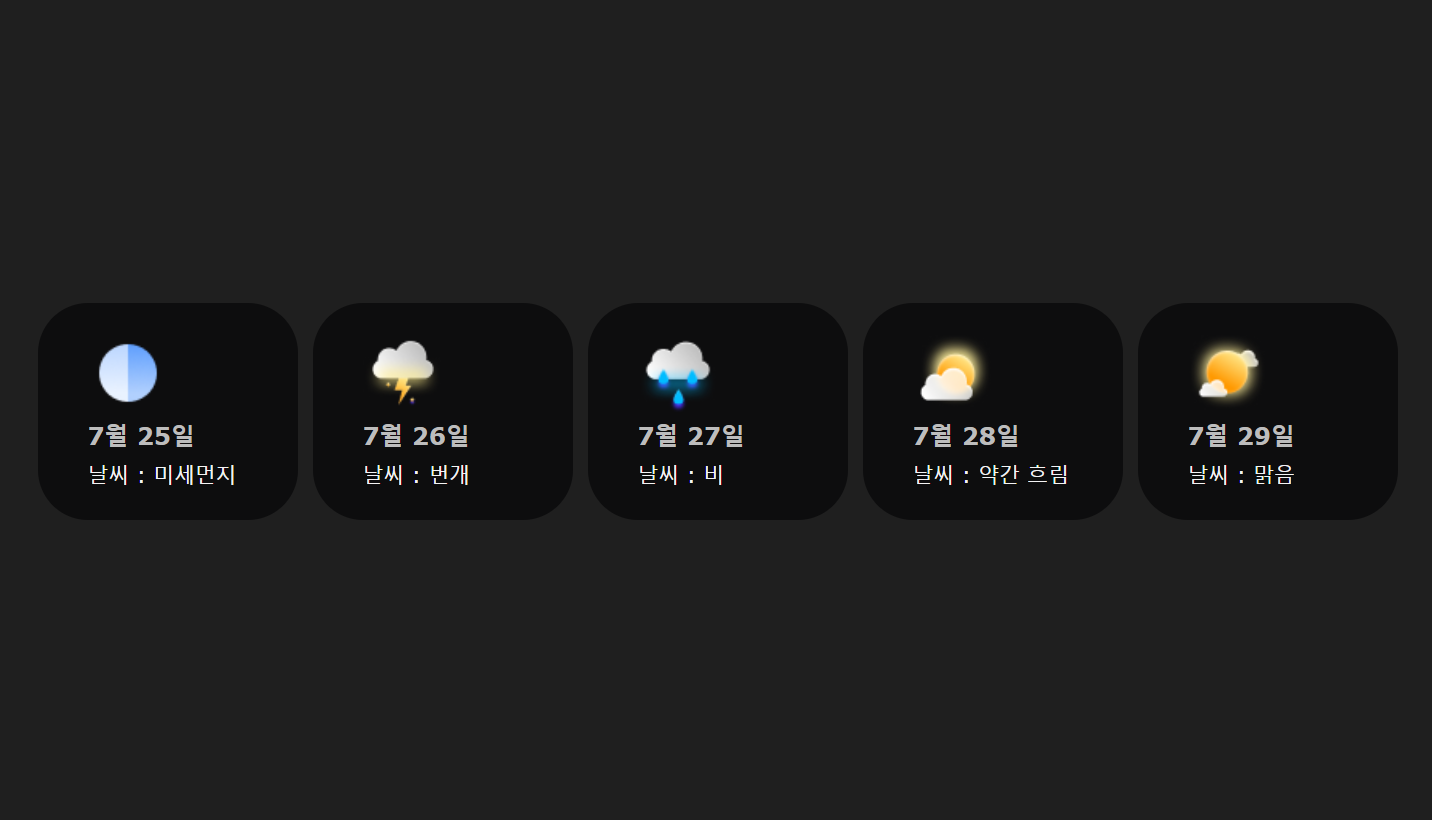 7월 25일
날씨 : 미세먼지
7월 26일
날씨 : 번개
7월 27일
날씨 : 비
7월 28일
날씨 : 약간 흐림
7월 29일
날씨 : 맑음